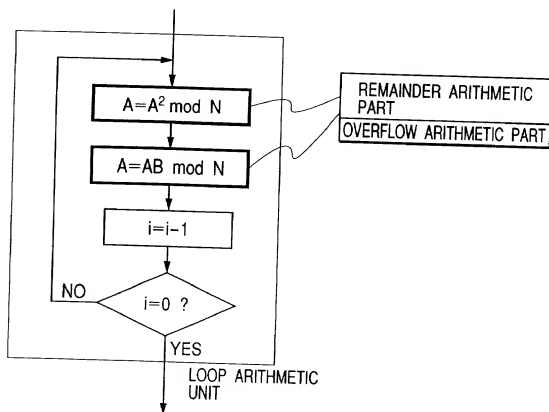 A=A² mod N
REMAINDER ARITHMETIC
PART
OVERFLOW ARITHMETIC PART
A=AB mod N
i=i-1
NO
i=0 ?
YES
LOOP ARITHMETIC
UNIT